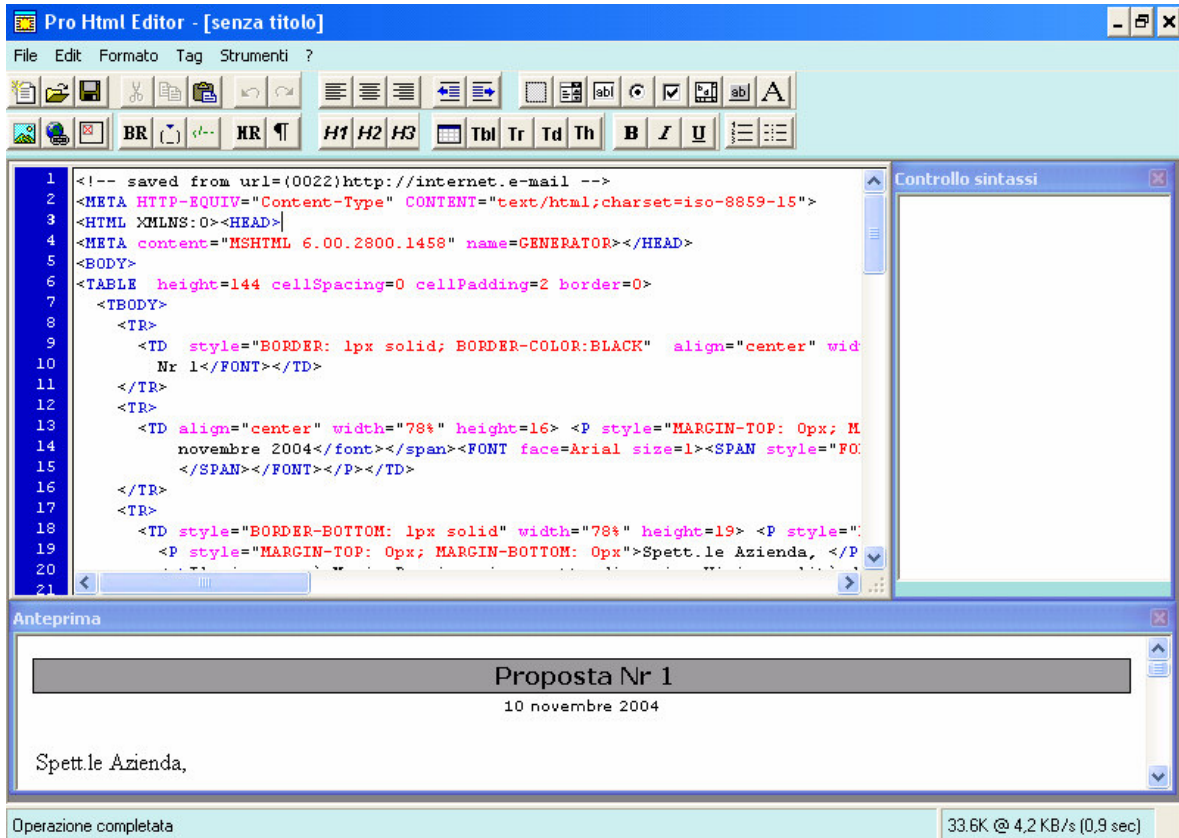 Pro Html Editor - [senza titolo]
File Edit Formato Tag Strumenti ?
abl ab A
BR HR ¶ H1 H2 H3 Tbl Tr Td Th B I U
Controllo sintassi
1 <!-- saved from url=(0022)http://internet.e-mail -->
2 <META HTTP-EQUIV="Content-Type" CONTENT="text/html;charset=iso-8859-15">
3 <HTML XMLNS:O><HEAD>
4 <META content="MSHTML 6.00.2800.1458" name=GENERATOR></HEAD>
5 <BODY>
6 <TABLE  height=144 cellSpacing=0 cellPadding=2 border=0>
7 <TBODY>
8 <TR>
9 <TD  style="BORDER: 1px solid; BORDER-COLOR:BLACK"  align="center" wid
10 Nr 1</FONT></TD>
11 </TR>
12 <TR>
13 <TD align="center" width="78%" height=16> <P style="MARGIN-TOP: 0px; M
14 novembre 2004</font></span><FONT face=Arial size=1><SPAN style="FO
15 </SPAN></FONT></P></TD>
16 </TR>
17 <TR>
18 <TD style="BORDER-BOTTOM: 1px solid" width="78%" height=19> <P style="
19 <P style="MARGIN-TOP: 0px; MARGIN-BOTTOM: 0px">Spett.le Azienda, </P
20
21
Anteprima
Proposta Nr 1
10 novembre 2004
Spett.le Azienda,
Operazione completata
33.6K @ 4,2 KB/s (0,9 sec)